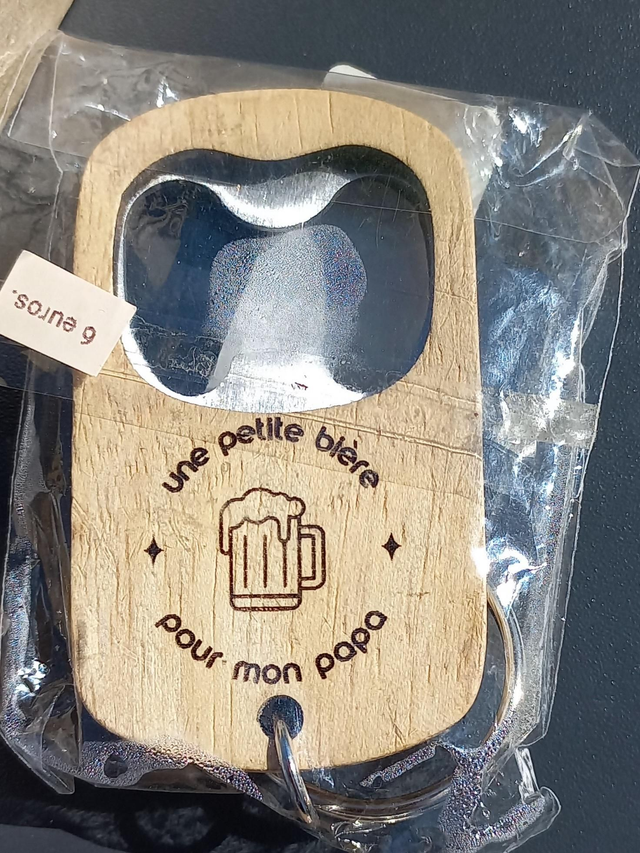 6 euros.
une petite bière
pour mon papa